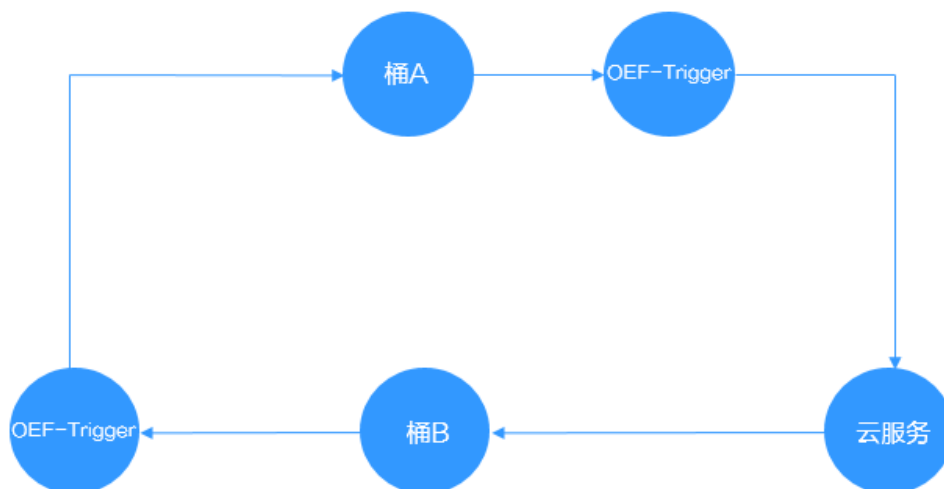 桶A
OEF-Trigger
OEF-Trigger
桶B
云服务